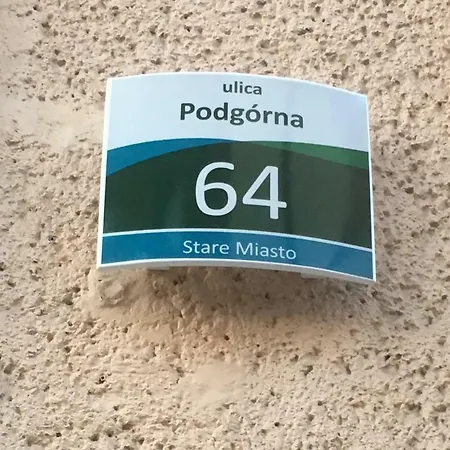 ulica
Podgórna
64
Stare Miasto